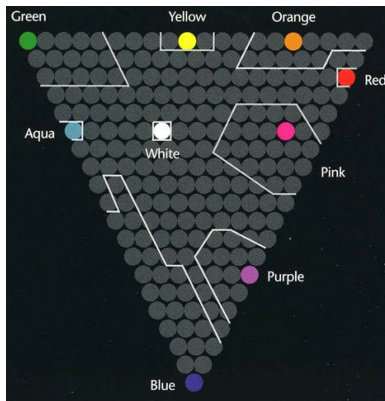 Green
Yellow
Orange
Red
Aqua
White
Pink
Purple
Blue